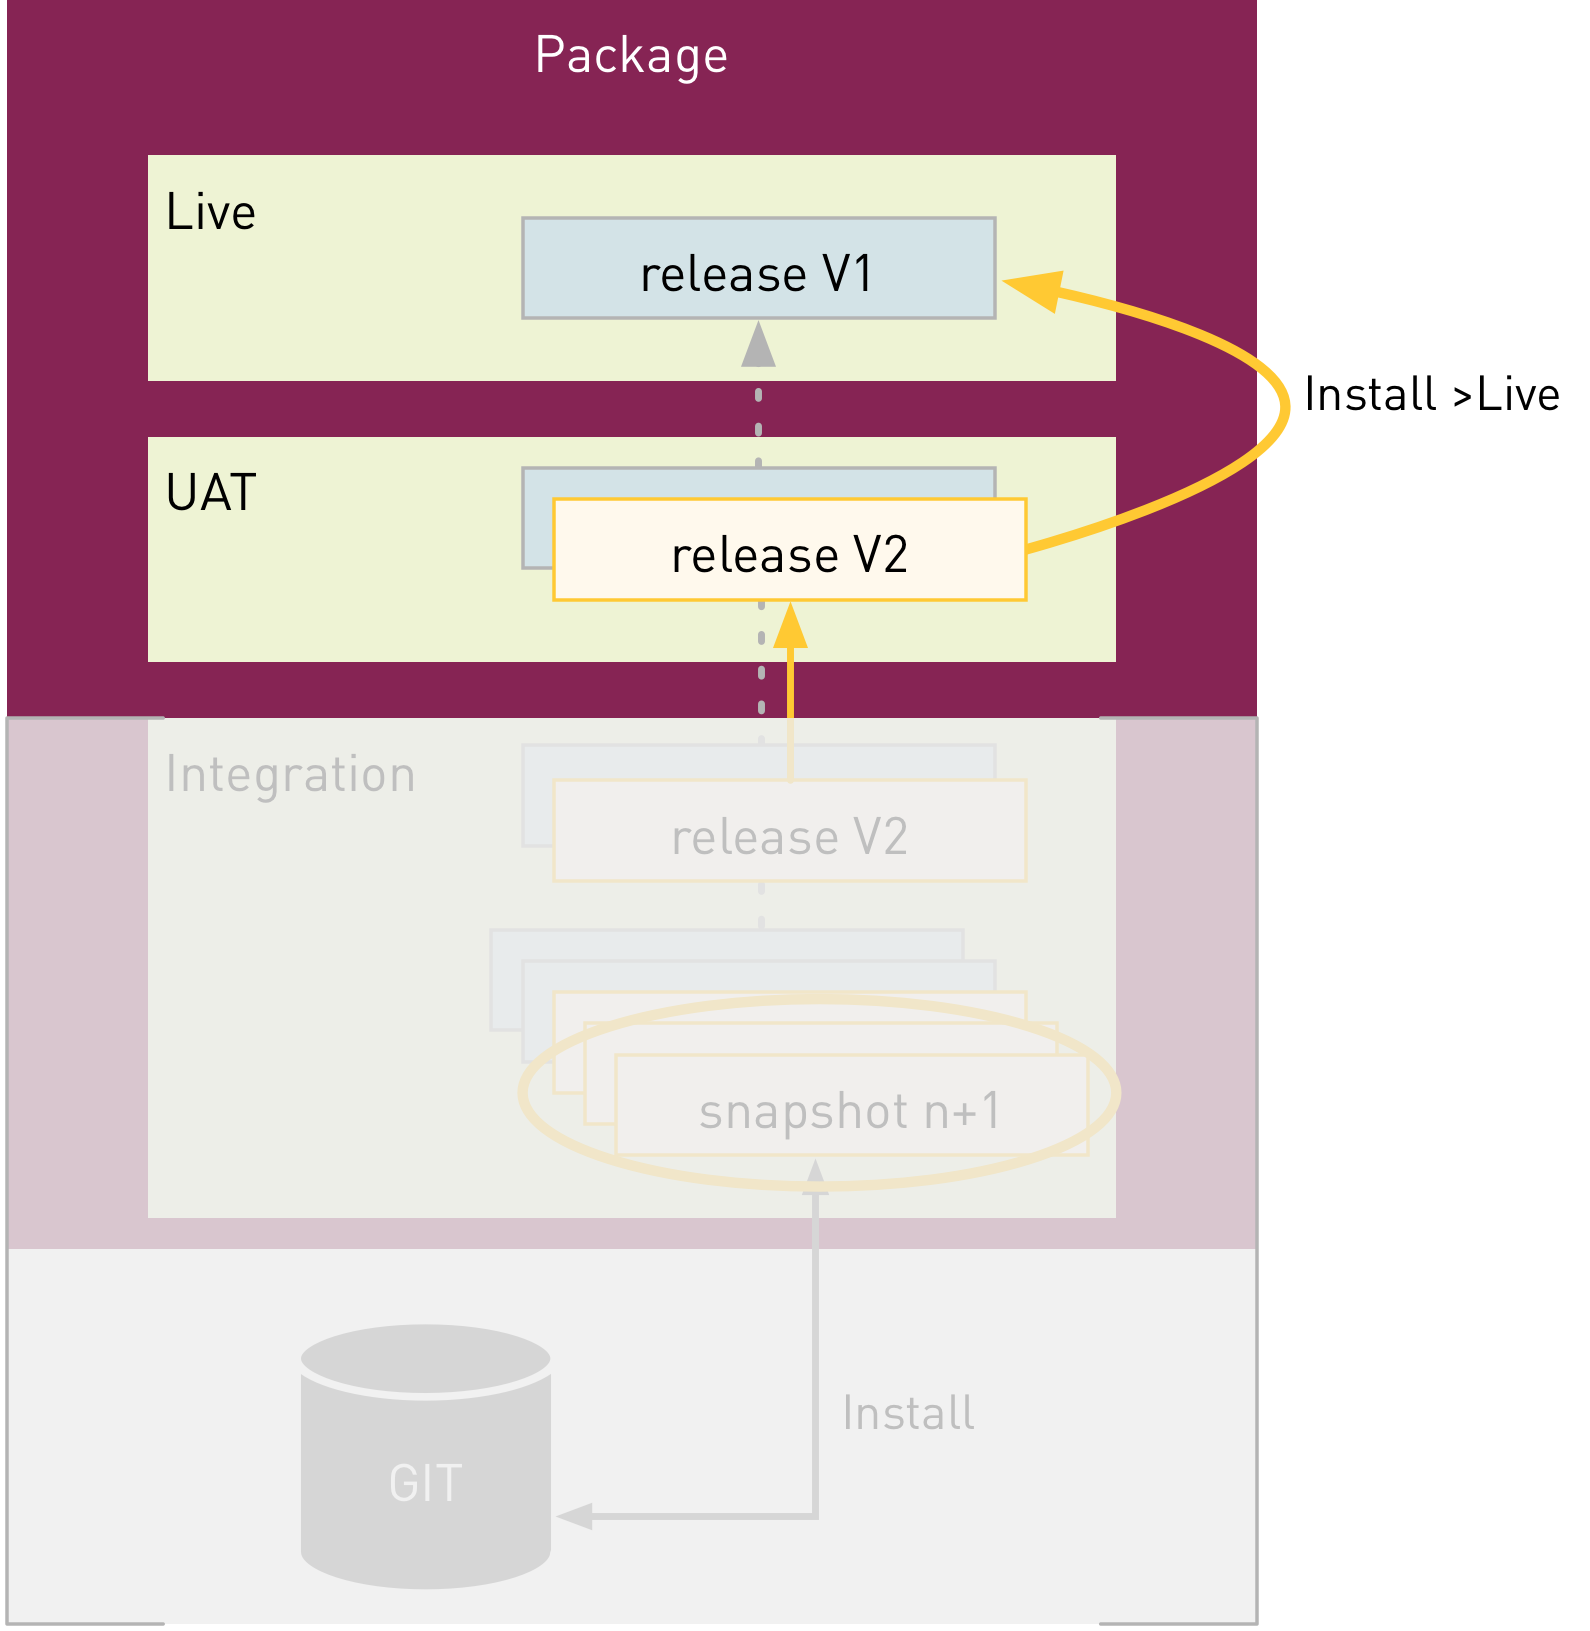 Package
Live
release V1
Install >Live
UAT
release V2
Integration
release V2
snapshot n+1
Install
GIT